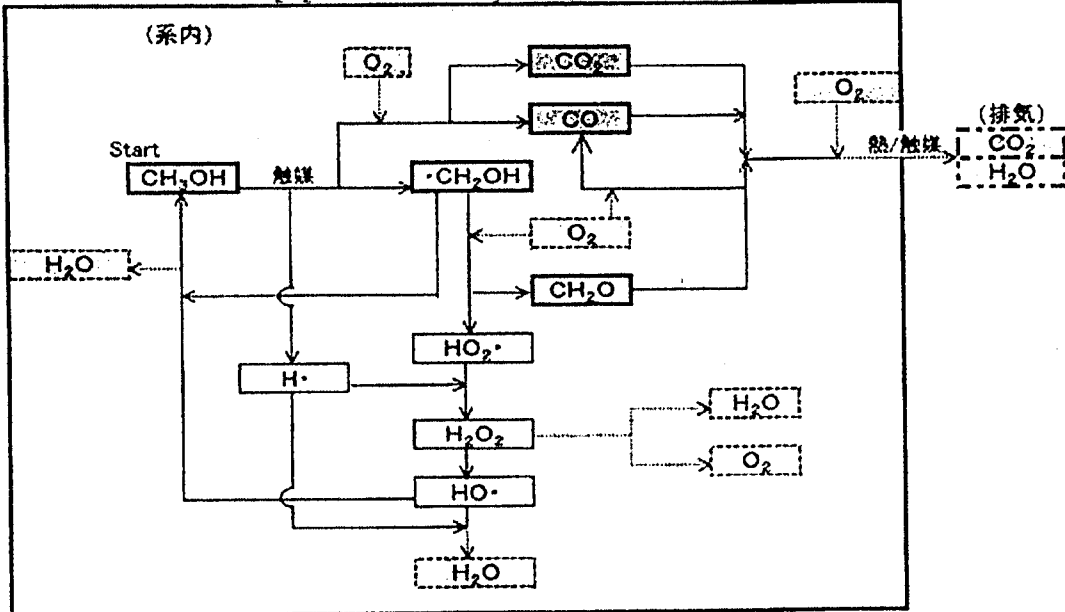 (系内)
O₂
CO₂
O₂
CO
(排気)
Start
熱/触媒
CO₂
CH₃OH
触媒
·CH₂OH
H₂O
O₂
H₂O
CH₂O
HO₂·
H·
H₂O
H₂O₂
O₂
HO·
H₂O